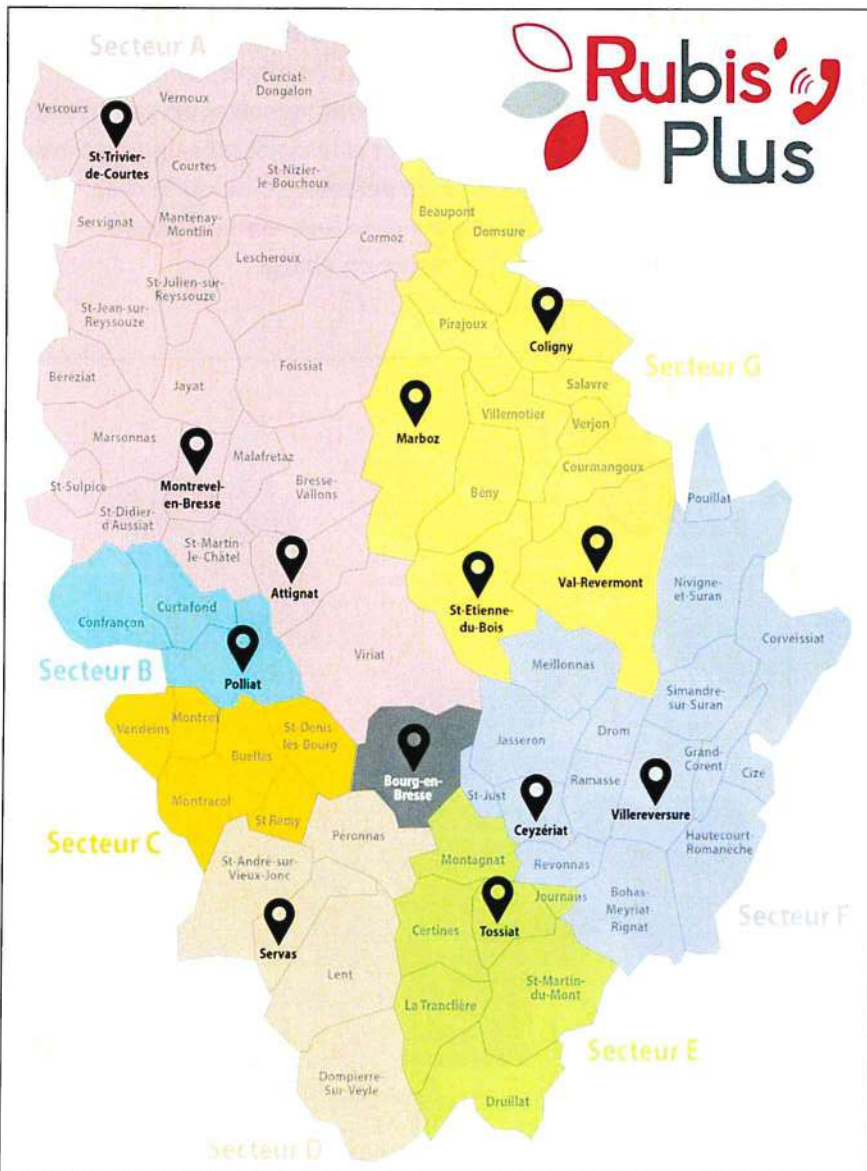 Secteur A
Rubis'
Plus
Curciat-
Dongalon
Vescours
Vernoux
St-Trivier-
de-Courtes
Courtes
St-Nizier-
le-Bouchoux
Servignat
Mantenay-
Montlin
Cormoz
Lescheroux
Beaupont
Domsure
St-Julien-sur-
Reyssouze
St-Jean-sur-
Reyssouze
Pirajoux
Coligny
Foissiat
Béréziat
Jayat
Secteur G
Salavre
Villemotier
Verjon
Marboz
Marsonnas
Malafretaz
Courmangoux
St-Sulpice
Montrevel-
en-Bresse
Bresse-
Vallons
Bény
Pouillat
St-Didier-
d'Aussiat
St-Martin-
le-Châtel
Attignat
Val-Revermont
Nivigne-
et-Suran
St-Etienne-
du-Bois
Curtafond
Confrançon
Corveissiat
Viriat
Secteur B
Polliat
Meillonnas
Simandre-
sur-Suran
Vandeins
Montcet
St-Denis
lès-Bourg
Buellas
Jasseron
Drom
Grand-
Corent
Cize
Bourg-en-
Bresse
St-Just
Ramasse
Montracol
Ceyzériat
Villereversure
St Rémy
Secteur C
Péronnas
Hautecourt-
Romanèche
St-André-sur-
Vieux-Jonc
Montagnat
Revonnas
Journans
Bohas-
Meyriat-
Rignat
Secteur F
Servas
Certines
Tossiat
Lent
St-Martin-
du-Mont
La Tranclière
Secteur E
Dompierre-
Sur-Veyle
Druillat
Secteur D